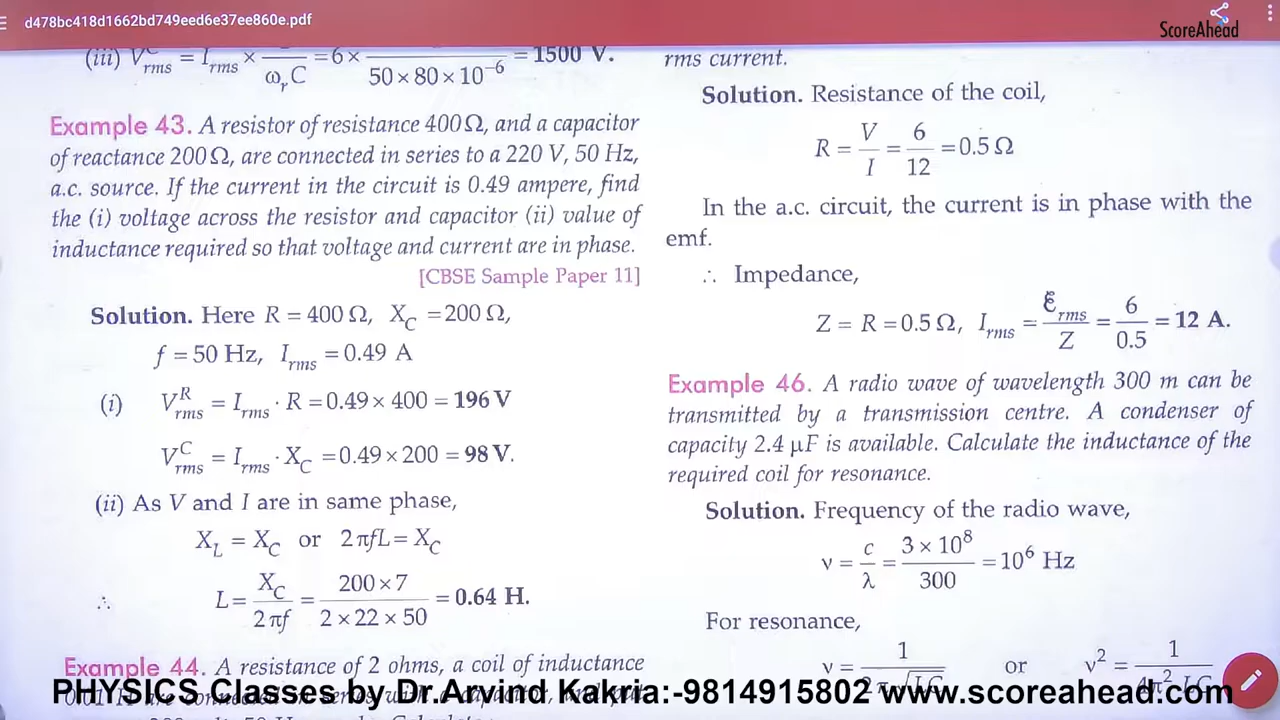 d478bc418d1662bd749eed6e37ee860e.pdf
ScoreAhead
(iii) V^C_rms = I_rms × / ω_r C = 6 × / 50 × 80 × 10^−6 = 1500 V.
Example 43. A resistor of resistance 400 Ω, and a capacitor
of reactance 200 Ω, are connected in series to a 220 V, 50 Hz,
a.c. source. If the current in the circuit is 0.49 ampere, find
the (i) voltage across the resistor and capacitor (ii) value of
inductance required so that voltage and current are in phase.
[CBSE Sample Paper 11]
Solution. Here R = 400 Ω, X_C = 200 Ω,
f = 50 Hz, I_rms = 0.49 A
(i) V^R_rms = I_rms · R = 0.49 × 400 = 196 V
V^C_rms = I_rms · X_C = 0.49 × 200 = 98 V.
(ii) As V and I are in same phase,
X_L = X_C or 2πfL = X_C
∴ L = X_C / 2πf = 200 × 7 / 2 × 22 × 50 = 0.64 H.
Example 44. A resistance of 2 ohms, a coil of inductance
rms current.
Solution. Resistance of the coil,
R = V / I = 6 / 12 = 0.5 Ω
In the a.c. circuit, the current is in phase with the
emf.
∴ Impedance,
Z = R = 0.5 Ω, I_rms = ℰ_rms / Z = 6 / 0.5 = 12 A.
Example 46. A radio wave of wavelength 300 m can be
transmitted by a transmission centre. A condenser of
capacity 2.4 μF is available. Calculate the inductance of the
required coil for resonance.
Solution. Frequency of the radio wave,
ν = c / λ = 3 × 10^8 / 300 = 10^6 Hz
For resonance,
ν = 1 / 2π√LC or ν^2 = 1 / 4π^2 LC
PHYSICS Classes by Dr.Arvind Kakria:-9814915802 www.scoreahead.com